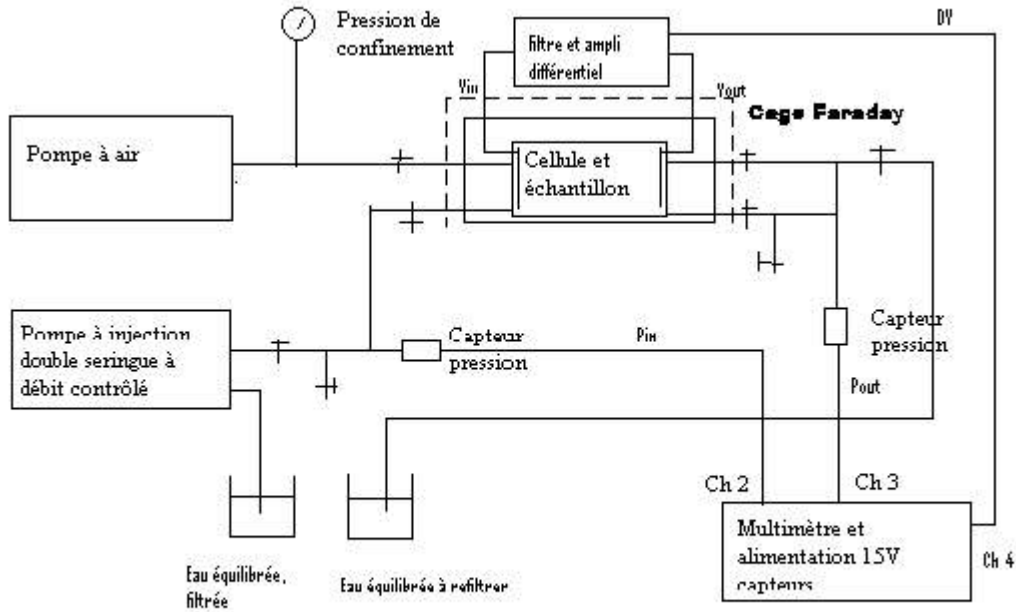 Pression de
confinement
filtre et ampli
différentiel
DV
Vin
Vout
Cage Faraday
Pompe à air
Cellule et
échantillon
Pompe à injection
double seringue à
débit contrôlé
Capteur
pression
Pin
Capteur
pression
Pout
Ch 2
Ch 3
Multimètre et
alimentation 15V
capteurs
Ch 4
Eau équilibrée,
filtrée
Eau équilibrée à refiltrer